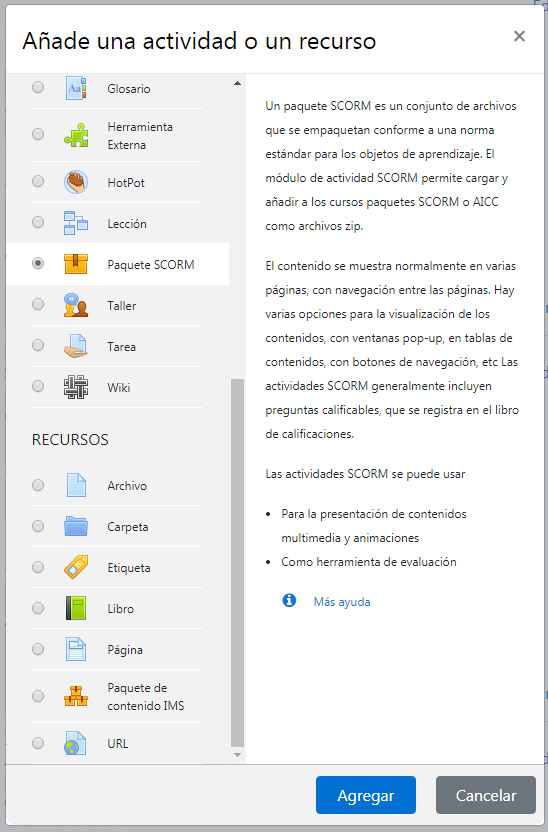 Añade una actividad o un recurso
×
Glosario
Herramienta
Externa
HotPot
Lección
Paquete SCORM
Taller
Tarea
Wiki
RECURSOS
Archivo
Carpeta
Etiqueta
Libro
Página
Paquete de
contenido IMS
URL
Un paquete SCORM es un conjunto de archivos
que se empaquetan conforme a una norma
estándar para los objetos de aprendizaje. El
módulo de actividad SCORM permite cargar y
añadir a los cursos paquetes SCORM o AICC
como archivos zip.
El contenido se muestra normalmente en varias
páginas, con navegación entre las páginas. Hay
varias opciones para la visualización de los
contenidos, con ventanas pop-up, en tablas de
contenidos, con botones de navegación, etc Las
actividades SCORM generalmente incluyen
preguntas calificables, que se registra en el libro
de calificaciones.
Las actividades SCORM se puede usar
• Para la presentación de contenidos
multimedia y animaciones
• Como herramienta de evaluación
Más ayuda
Agregar
Cancelar